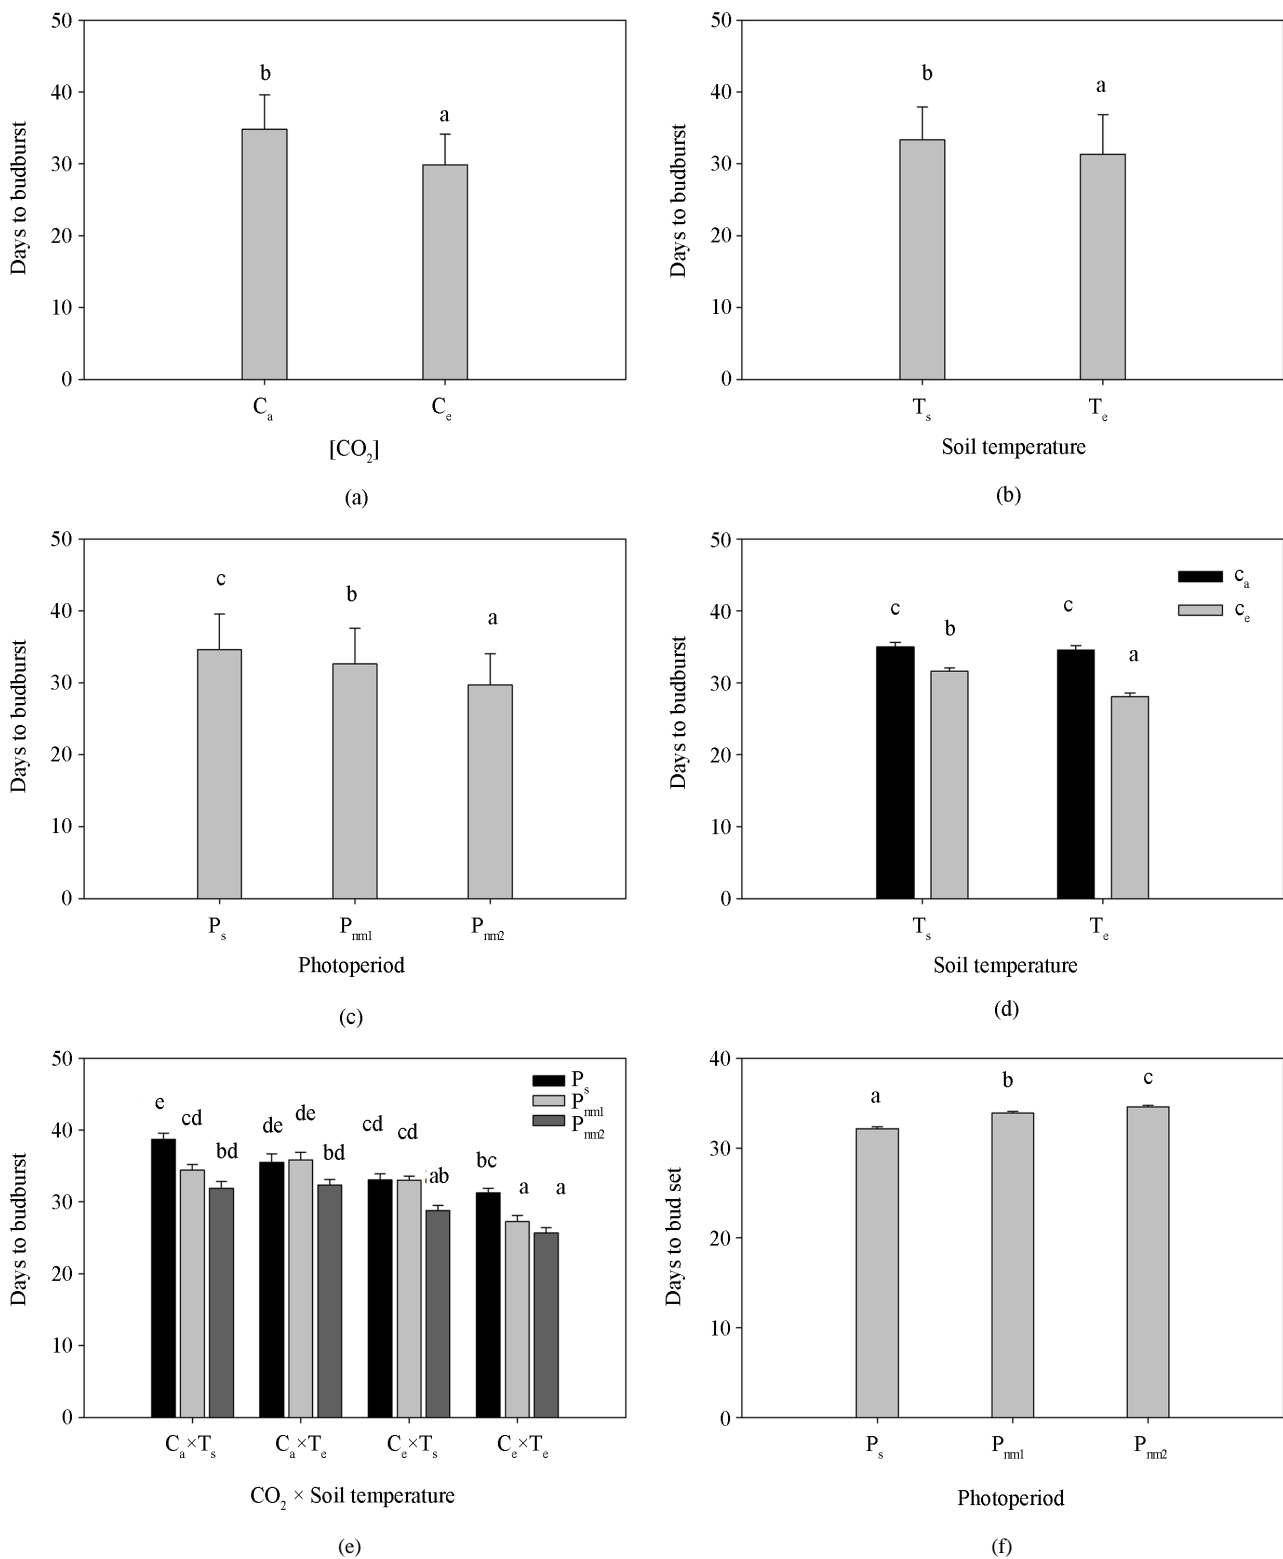 50
40
30
20
10
0
Days to budburst
b
a
Ca
Ce
[CO2]
(a)
50
40
30
20
10
0
Days to budburst
b
a
Ts
Te
Soil temperature
(b)
50
40
30
20
10
0
Days to budburst
c
b
a
Ps
Pnm1
Pnm2
Photoperiod
(c)
50
40
30
20
10
0
Days to budburst
ca
ce
c
b
c
a
Ts
Te
Soil temperature
(d)
50
40
30
20
10
0
Days to budburst
Ps
Pnm1
Pnm2
e
cd
bd
de
de
bd
cd
cd
ab
bc
a
a
Ca×Ts
Ca×Te
Ce×Ts
Ce×Te
CO2 × Soil temperature
(e)
40
30
20
10
0
Days to bud set
a
b
c
Ps
Pnm1
Pnm2
Photoperiod
(f)